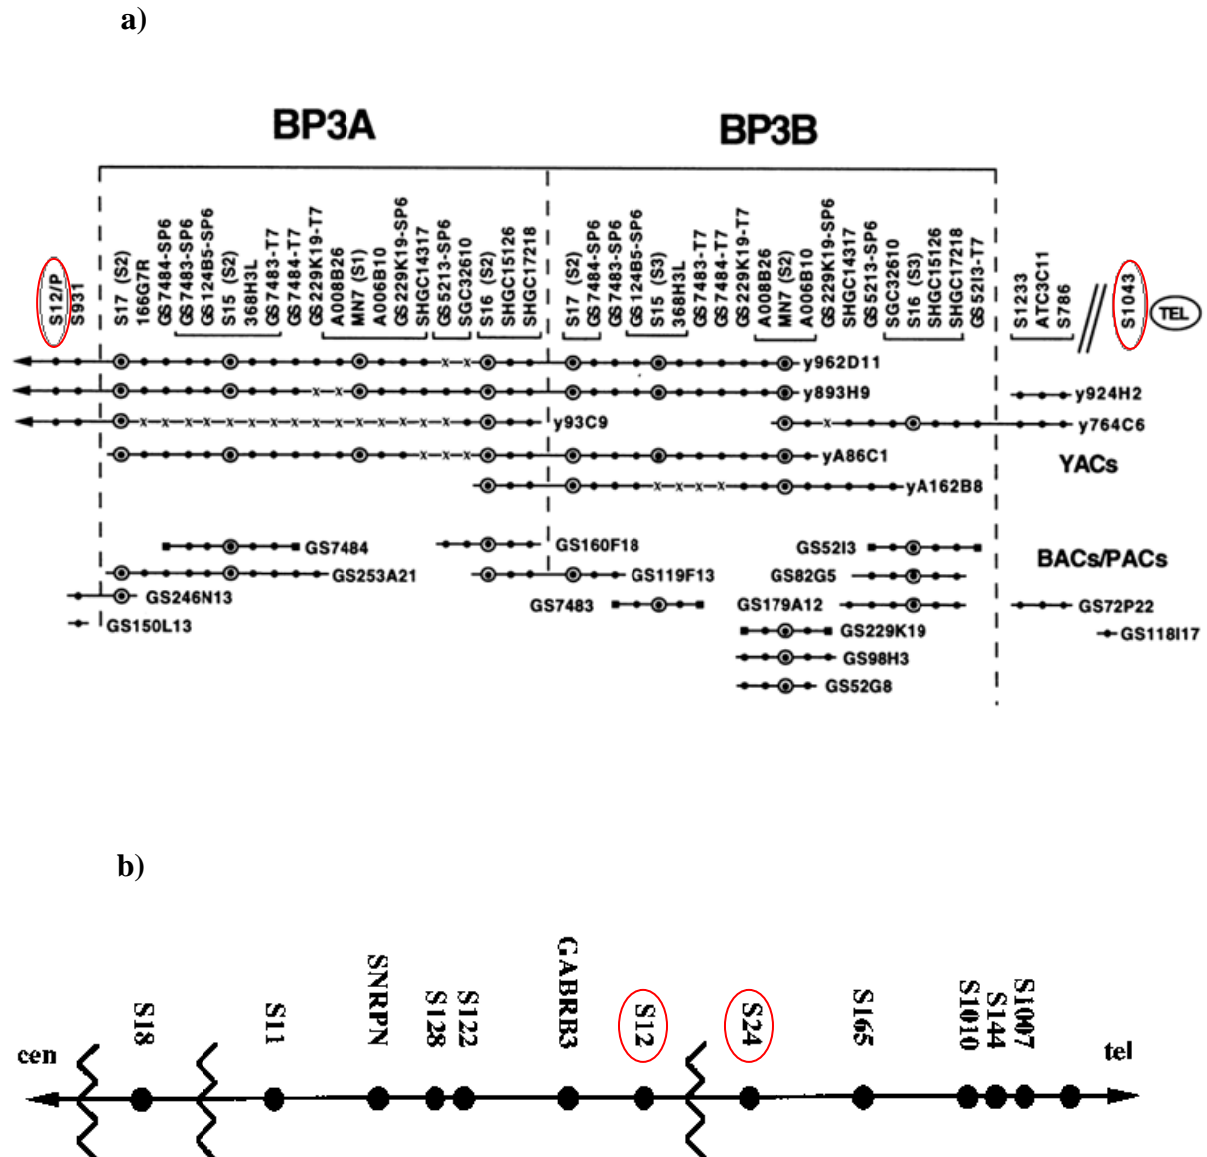 a)
BP3A
BP3B
S12/P
S931
S17 (S2)
166G7R
GS7484-SP6
GS7483-SP6
GS124B5-SP6
S15 (S2)
368H3L
GS7483-T7
GS7484-T7
GS229K19-T7
A008B26
MN7 (S1)
A006B10
GS229K19-SP6
SHGC14317
GS5213-SP6
SGC32610
S16 (S2)
SHGC15126
SHGC17218
S17 (S2)
GS7484-SP6
GS7483-SP6
GS124B5-SP6
S15 (S3)
368H3L
GS7483-T7
GS7484-T7
GS229K19-T7
A008B26
MN7 (S2)
A006B10
GS229K19-SP6
SHGC14317
GS5213-SP6
SGC32610
S16 (S3)
SHGC15126
SHGC17218
GS52I3-T7
S1233
ATC3C11
S786
S1043
TEL
y962D11
y893H9
y924H2
y93C9
y764C6
yA86C1
YACs
yA162B8
GS7484
GS160F18
GS52I3
BACs/PACs
GS253A21
GS119F13
GS82G5
GS246N13
GS7483
GS179A12
GS72P22
GS150L13
GS229K19
GS118I17
GS98H3
GS52G8
b)
cen
S18
S11
SNRPN
S128
S122
GABRB3
S12
S24
S165
S1010
S144
S1007
tel